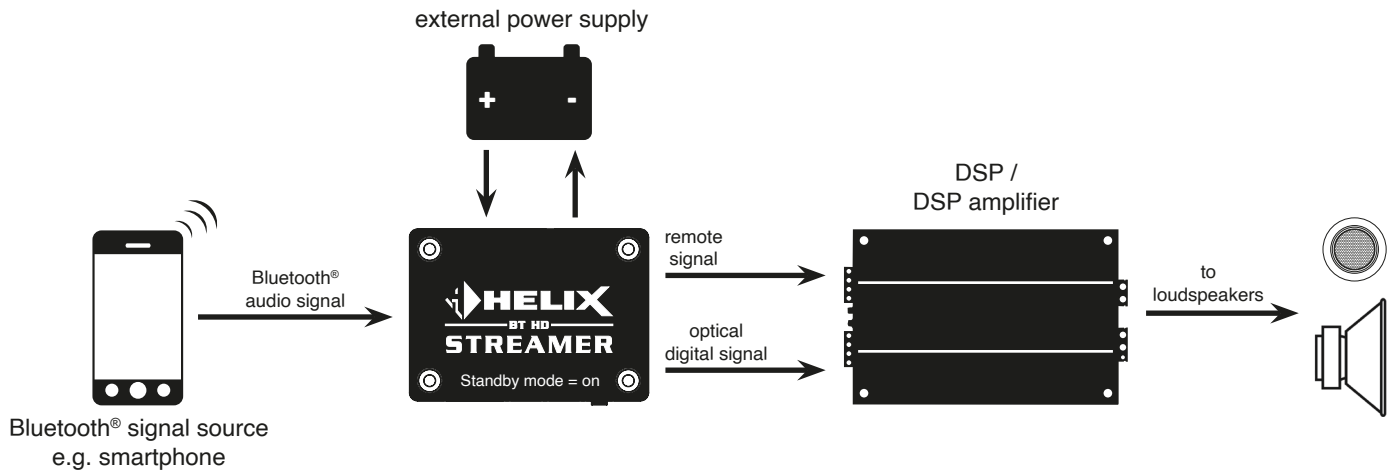 external power supply
+ -
DSP /
DSP amplifier
Bluetooth®
audio signal
HELIX
BT HD
STREAMER
Standby mode = on
remote
signal
optical
digital signal
to
loudspeakers
Bluetooth® signal source
e.g. smartphone